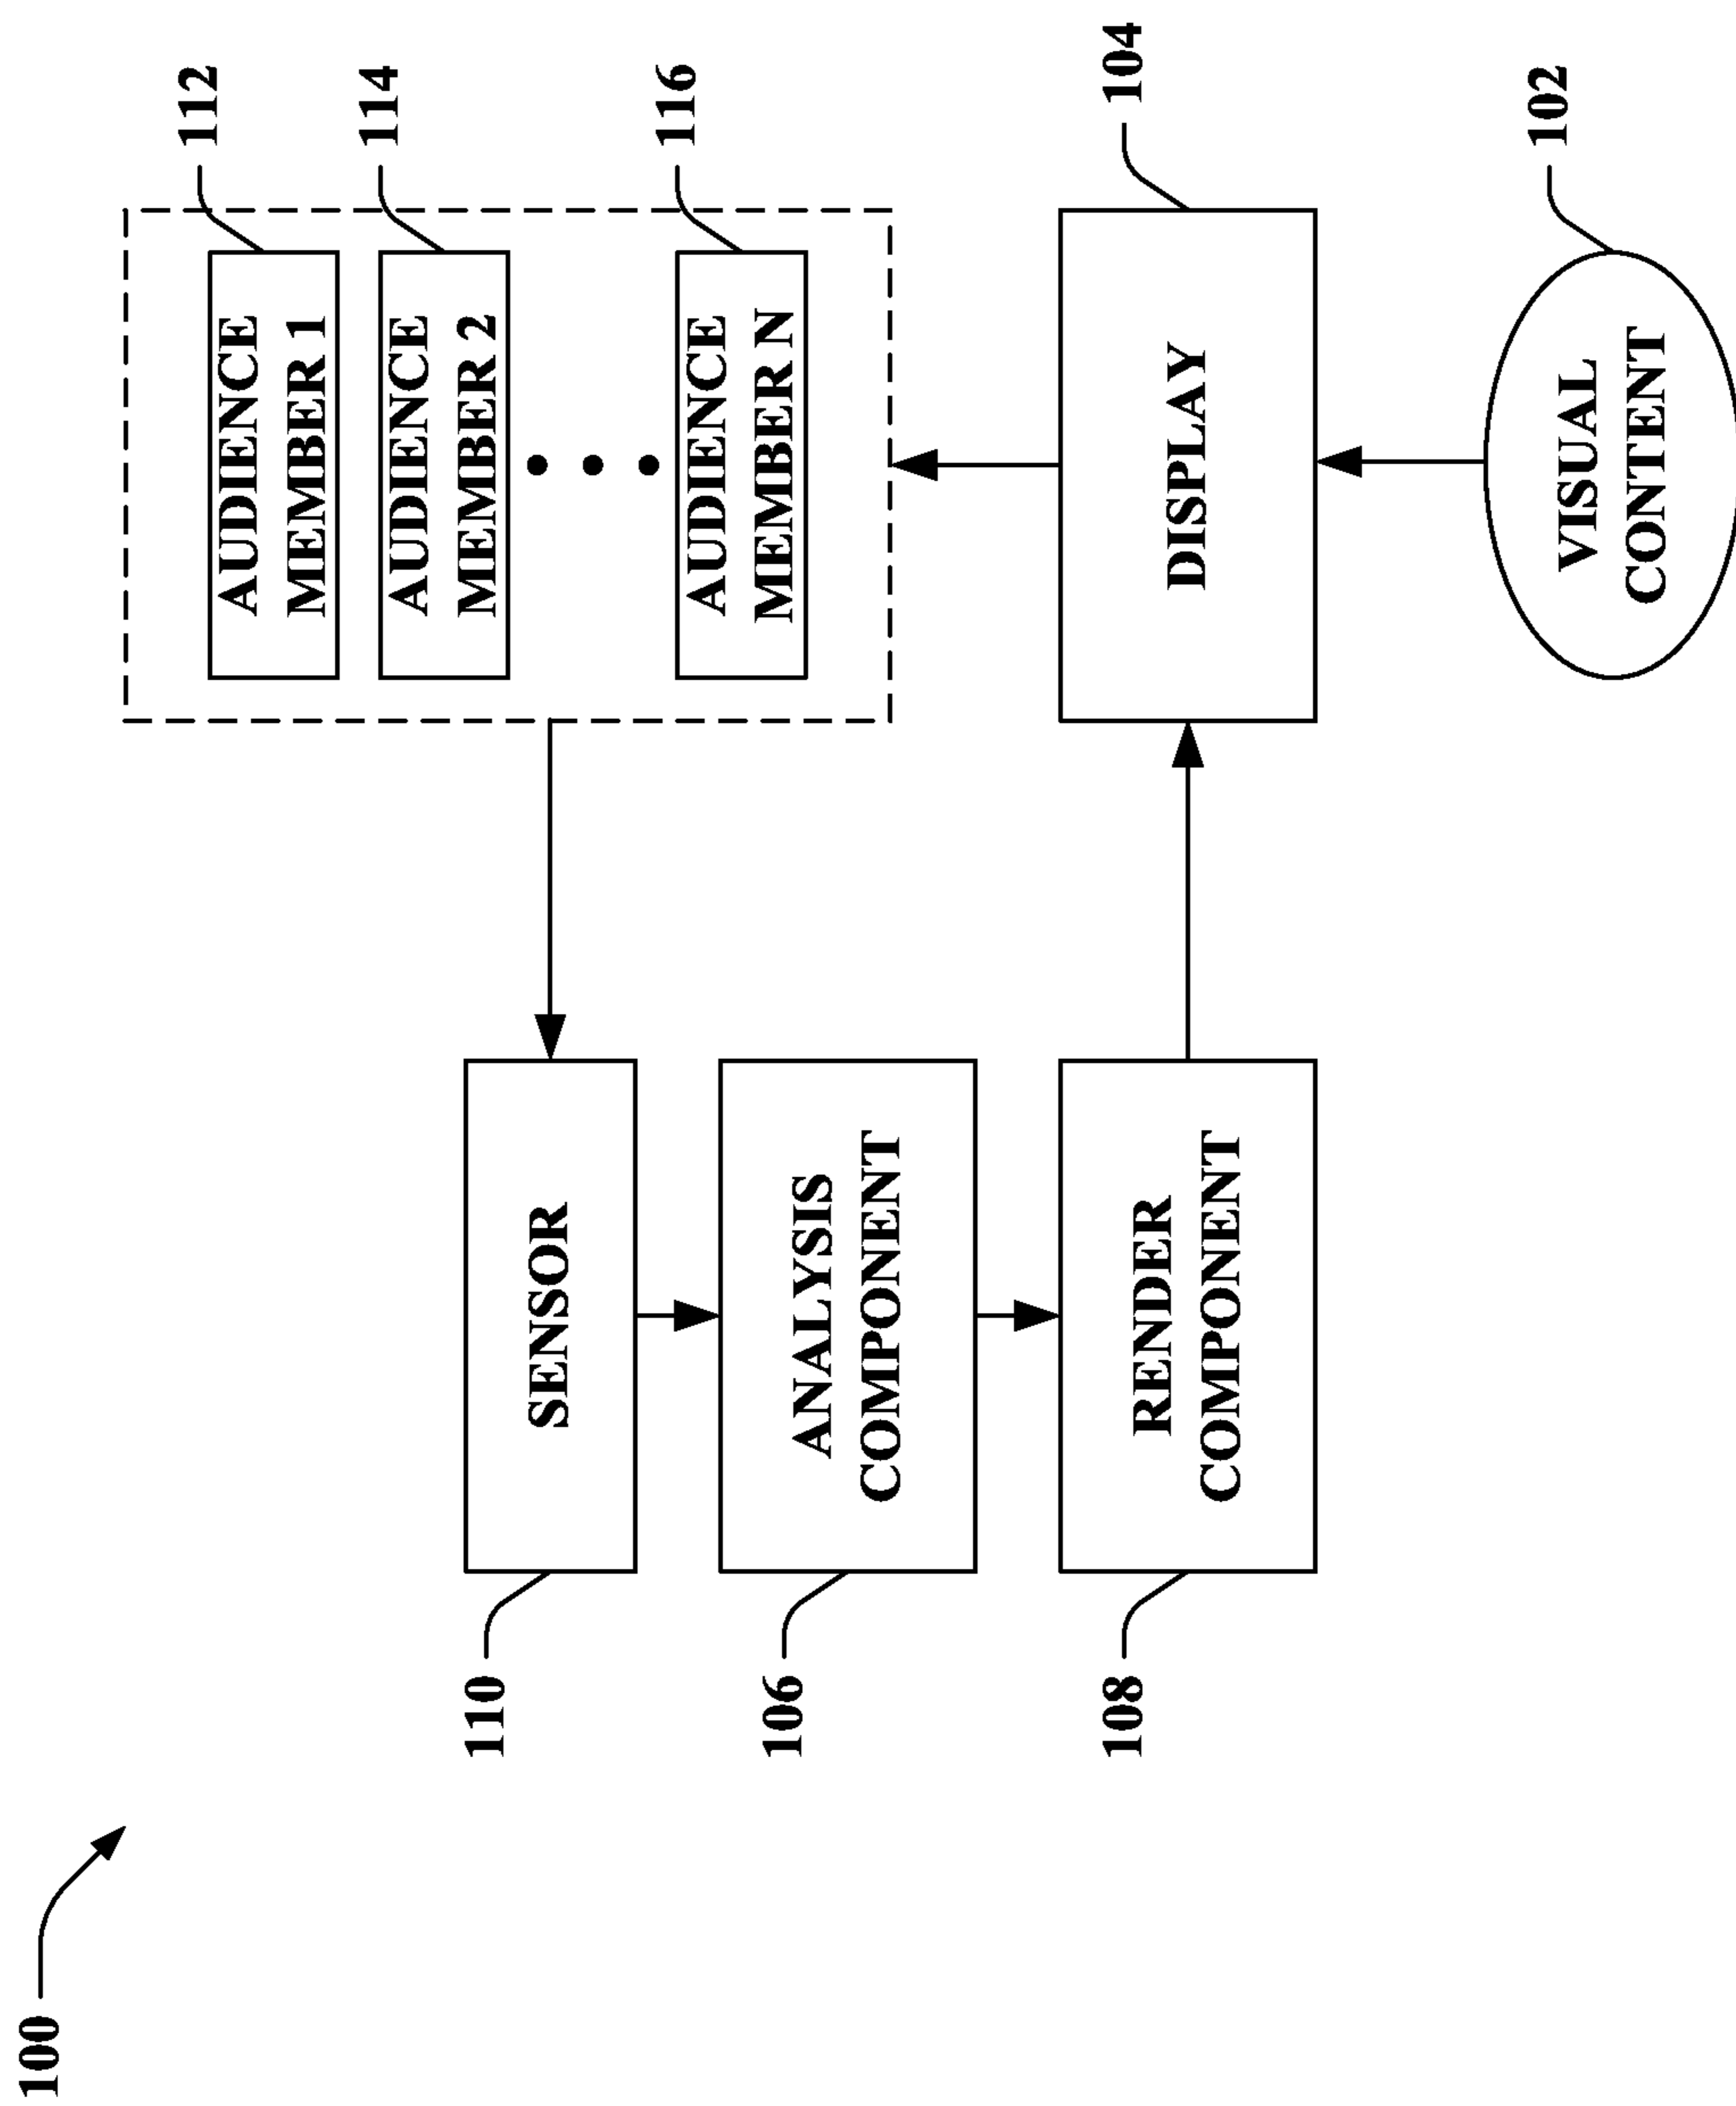 100
110
SENSOR
106
ANALYSIS
COMPONENT
108
RENDER
COMPONENT
112
AUDIENCE
MEMBER 1
114
AUDIENCE
MEMBER 2
116
AUDIENCE
MEMBER N
104
DISPLAY
102
VISUAL
CONTENT